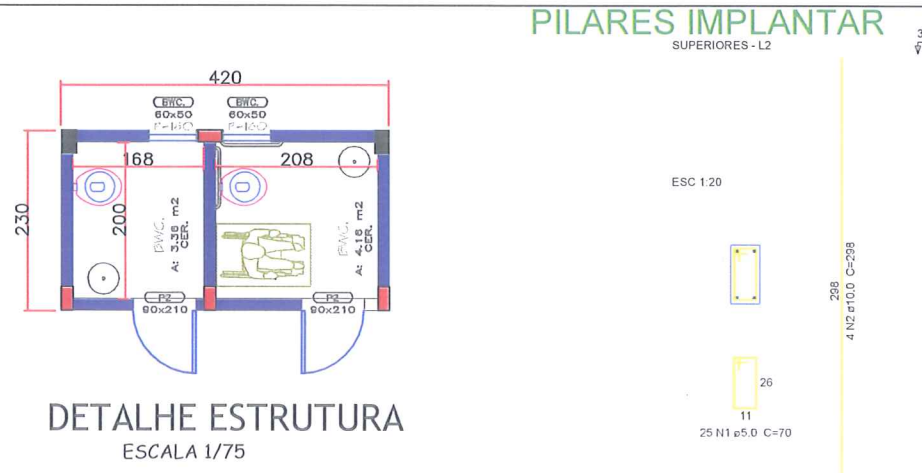 PILARES IMPLANTAR
SUPERIORES - L2
3
420
BWC.
60x50
BWC.
60x50
168
208
230
200
BWC.
A: 3.36 m2
CER.
BWC.
A: 4.16 m2
CER.
P2
90x210
P2
90x210
DETALHE ESTRUTURA
ESCALA 1/75
ESC 1:20
298
4 N2 ø10.0 C=298
26
11
25 N1 ø5.0 C=70